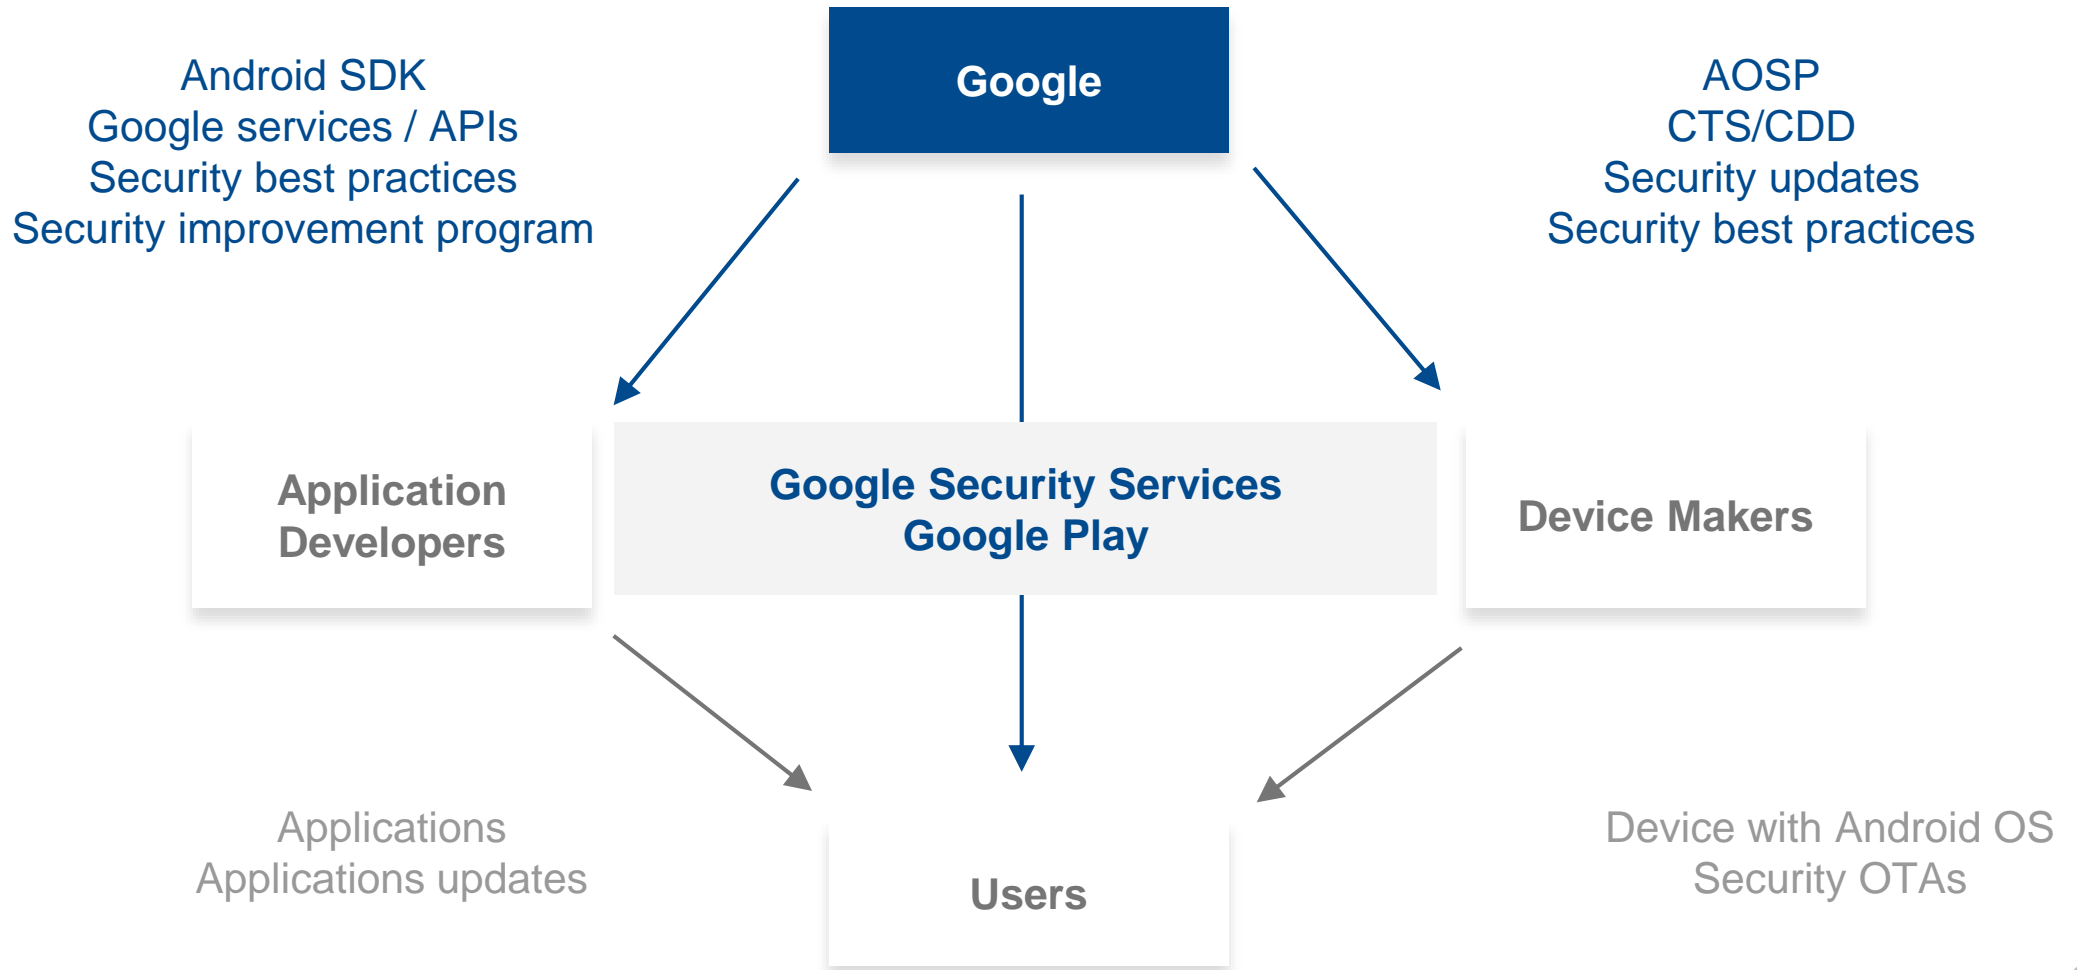 Google
Android SDK
Google services / APIs
Security best practices
Security improvement program
AOSP
CTS/CDD
Security updates
Security best practices
Application
Developers
Google Security Services
Google Play
Device Makers
Applications
Applications updates
Users
Device with Android OS
Security OTAs